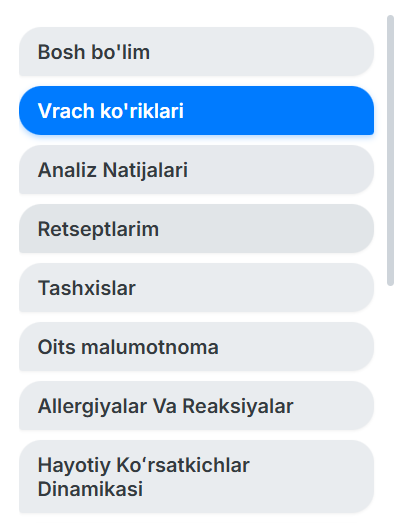 Bosh bo'lim
Vrach ko'riklari
Analiz Natijalari
Retseptlarim
Tashxislar
Oits malumotnoma
Allergiyalar Va Reaksiyalar
Hayotiy Koʻrsatkichlar
Dinamikasi